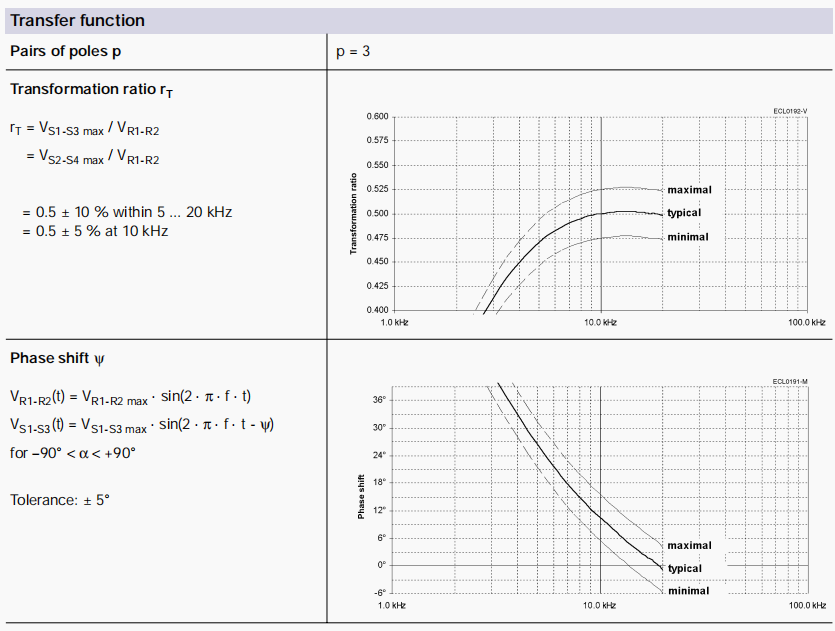 Transfer function
Pairs of poles p
p = 3
Transformation ratio rT
rT = VS1-S3 max / VR1-R2
= VS2-S4 max / VR1-R2
= 0.5 ± 10 % within 5 ... 20 kHz
= 0.5 ± 5 % at 10 kHz
ECL0192-V
0.600
0.575
0.550
0.525
0.500
0.475
0.450
0.425
0.400
Transformation ratio
maximal
typical
minimal
1.0 kHz
10.0 kHz
100.0 kHz
Phase shift ψ
VR1-R2(t) = VR1-R2 max · sin(2 · π · f · t)
VS1-S3(t) = VS1-S3 max · sin(2 · π · f · t - ψ)
for –90° < α < +90°
Tolerance: ± 5°
ECL0191-M
36°
30°
24°
18°
12°
6°
0°
-6°
Phase shift
maximal
typical
minimal
1.0 kHz
10.0 kHz
100.0 kHz